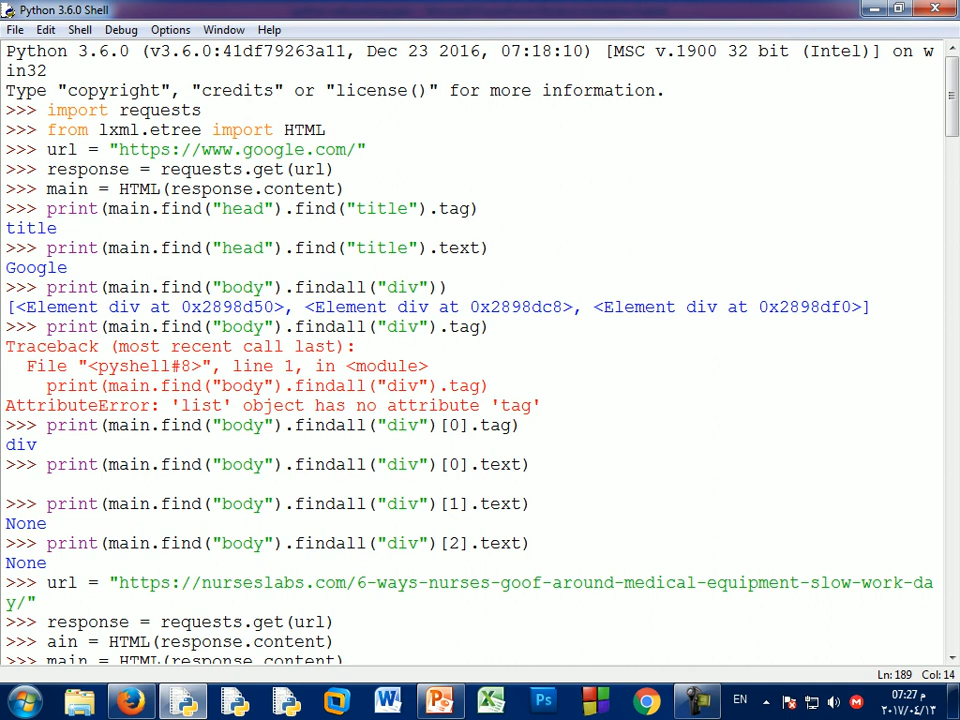 Python 3.6.0 Shell
File Edit Shell Debug Options Window Help
Python 3.6.0 (v3.6.0:41df79263a11, Dec 23 2016, 07:18:10) [MSC v.1900 32 bit (Intel)] on w
in32
Type "copyright", "credits" or "license()" for more information.
>>> import requests
>>> from lxml.etree import HTML
>>> url = "https://www.google.com/"
>>> response = requests.get(url)
>>> main = HTML(response.content)
>>> print(main.find("head").find("title").tag)
title
>>> print(main.find("head").find("title").text)
Google
>>> print(main.find("body").findall("div"))
[<Element div at 0x2898d50>, <Element div at 0x2898dc8>, <Element div at 0x2898df0>]
>>> print(main.find("body").findall("div").tag)
Traceback (most recent call last):
  File "<pyshell#8>", line 1, in <module>
    print(main.find("body").findall("div").tag)
AttributeError: 'list' object has no attribute 'tag'
>>> print(main.find("body").findall("div")[0].tag)
div
>>> print(main.find("body").findall("div")[0].text)
>>> print(main.find("body").findall("div")[1].text)
None
>>> print(main.find("body").findall("div")[2].text)
None
>>> url = "https://nurseslabs.com/6-ways-nurses-goof-around-medical-equipment-slow-work-da
y/"
>>> response = requests.get(url)
>>> ain = HTML(response.content)
>>> main = HTML(response.content)
Ln: 189 Col: 14
EN
07:27 م
٢٠١٧/٠٤/١٣